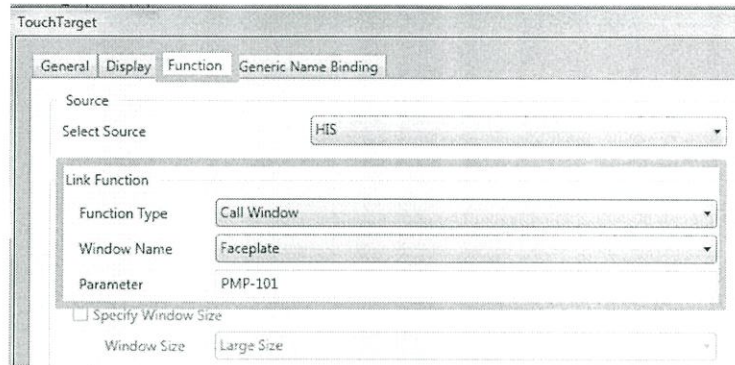 TouchTarget
General Display Function Generic Name Binding
Source
Select Source HIS
Link Function
Function Type Call Window
Window Name Faceplate
Parameter PMP-101
Specify Window Size
Window Size Large Size